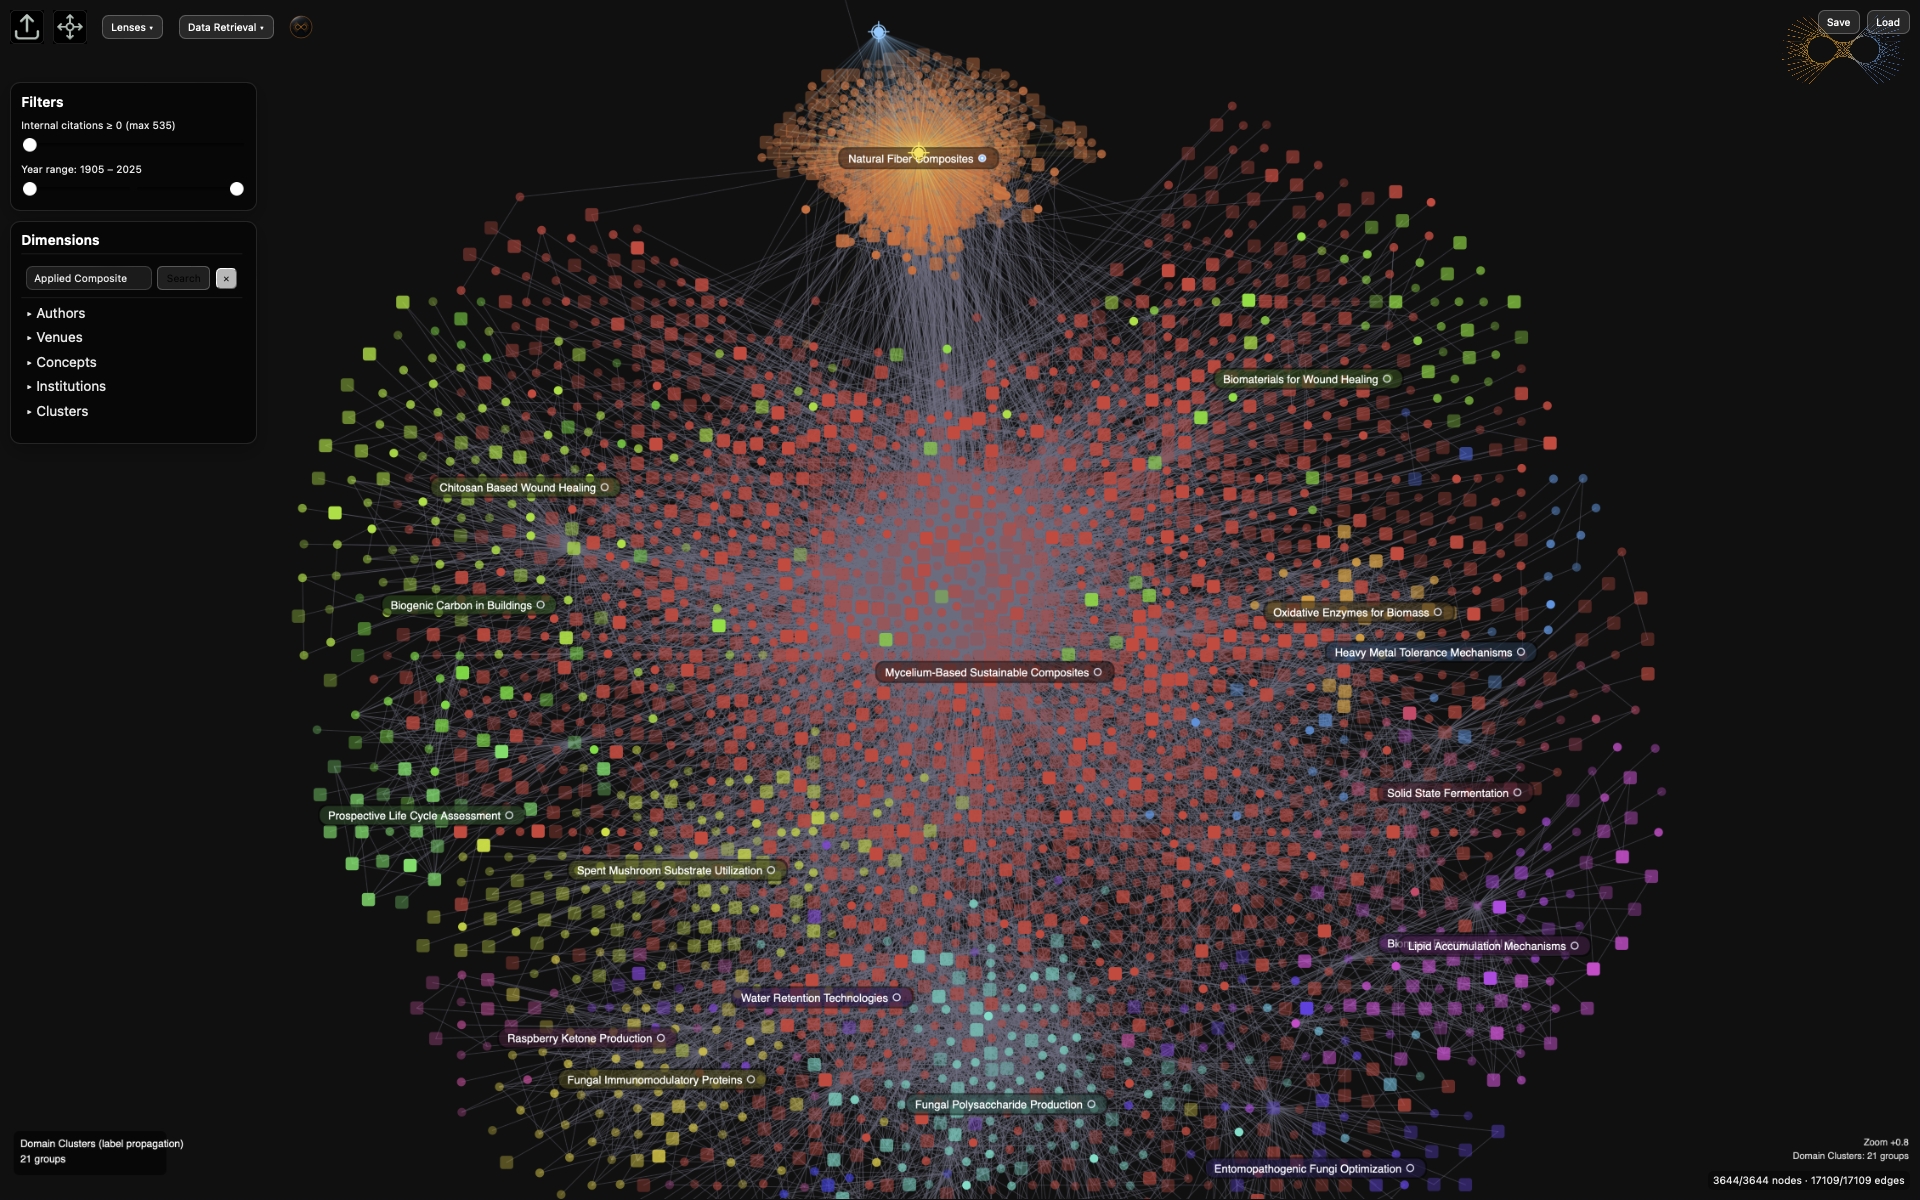 Lenses ▾
Data Retrieval ▾
Save
Load
Filters
Internal citations ≥ 0 (max 535)
Year range: 1905 – 2025
Dimensions
Applied Composite
Search
×
▸ Authors
▸ Venues
▸ Concepts
▸ Institutions
▸ Clusters
Natural Fiber Composites
Biomaterials for Wound Healing
Chitosan Based Wound Healing
Biogenic Carbon in Buildings
Oxidative Enzymes for Biomass
Heavy Metal Tolerance Mechanisms
Mycelium-Based Sustainable Composites
Solid State Fermentation
Prospective Life Cycle Assessment
Spent Mushroom Substrate Utilization
Lipid Accumulation Mechanisms
Water Retention Technologies
Raspberry Ketone Production
Fungal Immunomodulatory Proteins
Fungal Polysaccharide Production
Entomopathogenic Fungi Optimization
Domain Clusters (label propagation)
21 groups
Zoom +0.8
Domain Clusters: 21 groups
3644/3644 nodes · 17109/17109 edges